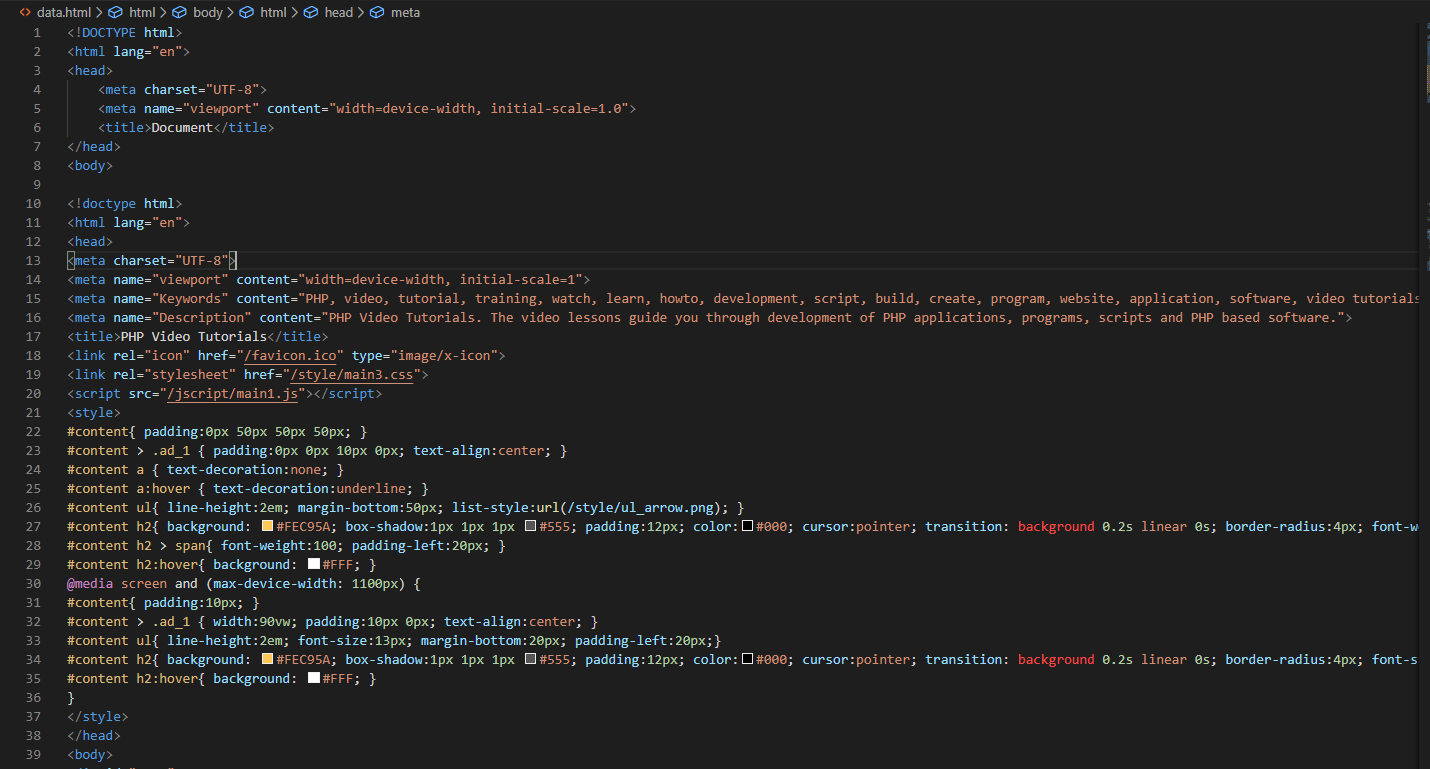 data.html > html > body > html > head > meta
1 <!DOCTYPE html>
2 <html lang="en">
3 <head>
4 <meta charset="UTF-8">
5 <meta name="viewport" content="width=device-width, initial-scale=1.0">
6 <title>Document</title>
7 </head>
8 <body>
9
10 <!doctype html>
11 <html lang="en">
12 <head>
13 <meta charset="UTF-8">
14 <meta name="viewport" content="width=device-width, initial-scale=1">
15 <meta name="Keywords" content="PHP, video, tutorial, training, watch, learn, howto, development, script, build, create, program, website, application, software, video tutorials
16 <meta name="Description" content="PHP Video Tutorials. The video lessons guide you through development of PHP applications, programs, scripts and PHP based software.">
17 <title>PHP Video Tutorials</title>
18 <link rel="icon" href="/favicon.ico" type="image/x-icon">
19 <link rel="stylesheet" href="/style/main3.css">
20 <script src="/jscript/main1.js"></script>
21 <style>
22 #content{ padding:0px 50px 50px 50px; }
23 #content > .ad_1 { padding:0px 0px 10px 0px; text-align:center; }
24 #content a { text-decoration:none; }
25 #content a:hover { text-decoration:underline; }
26 #content ul{ line-height:2em; margin-bottom:50px; list-style:url(/style/ul_arrow.png); }
27 #content h2{ background: #FEC95A; box-shadow:1px 1px 1px #555; padding:12px; color:#000; cursor:pointer; transition: background 0.2s linear 0s; border-radius:4px; font-w
28 #content h2 > span{ font-weight:100; padding-left:20px; }
29 #content h2:hover{ background: #FFF; }
30 @media screen and (max-device-width: 1100px) {
31 #content{ padding:10px; }
32 #content > .ad_1 { width:90vw; padding:10px 0px; text-align:center; }
33 #content ul{ line-height:2em; font-size:13px; margin-bottom:20px; padding-left:20px;}
34 #content h2{ background: #FEC95A; box-shadow:1px 1px 1px #555; padding:12px; color:#000; cursor:pointer; transition: background 0.2s linear 0s; border-radius:4px; font-s
35 #content h2:hover{ background: #FFF; }
36 }
37 </style>
38 </head>
39 <body>